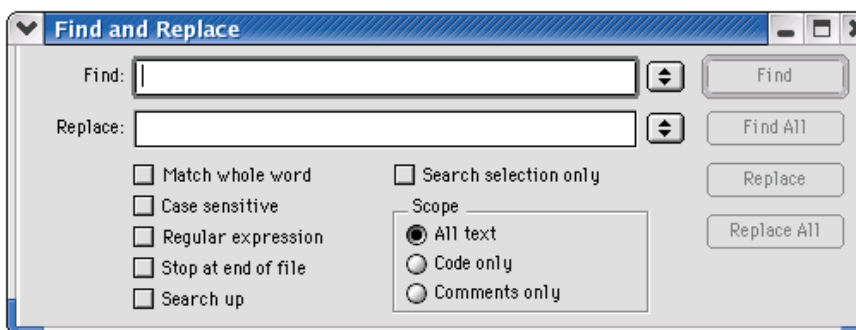 Find and Replace
Find:
Find
Replace:
Find All
Match whole word
Search selection only
Replace
Case sensitive
Scope
Regular expression
All text
Replace All
Stop at end of file
Code only
Search up
Comments only